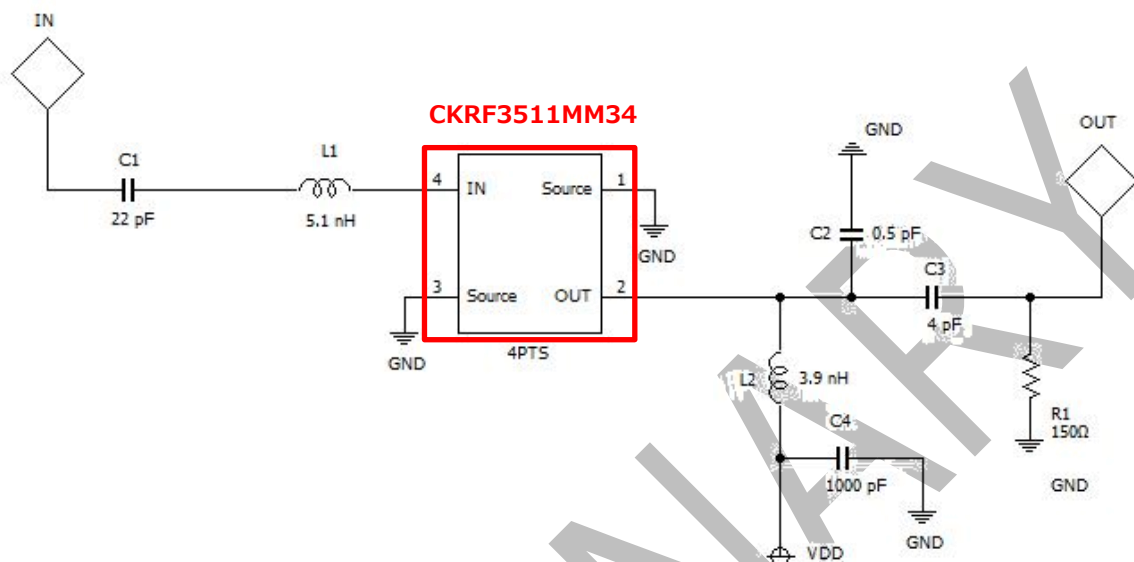 IN
CKRF3511MM34
GND
OUT
C1
22 pF
L1
5.1 nH
4
IN
Source
1
GND
C2
0.5 pF
C3
4 pF
3
Source
OUT
2
GND
4PTS
L2
3.9 nH
C4
1000 pF
R1
150Ω
GND
GND
VDD
NARY